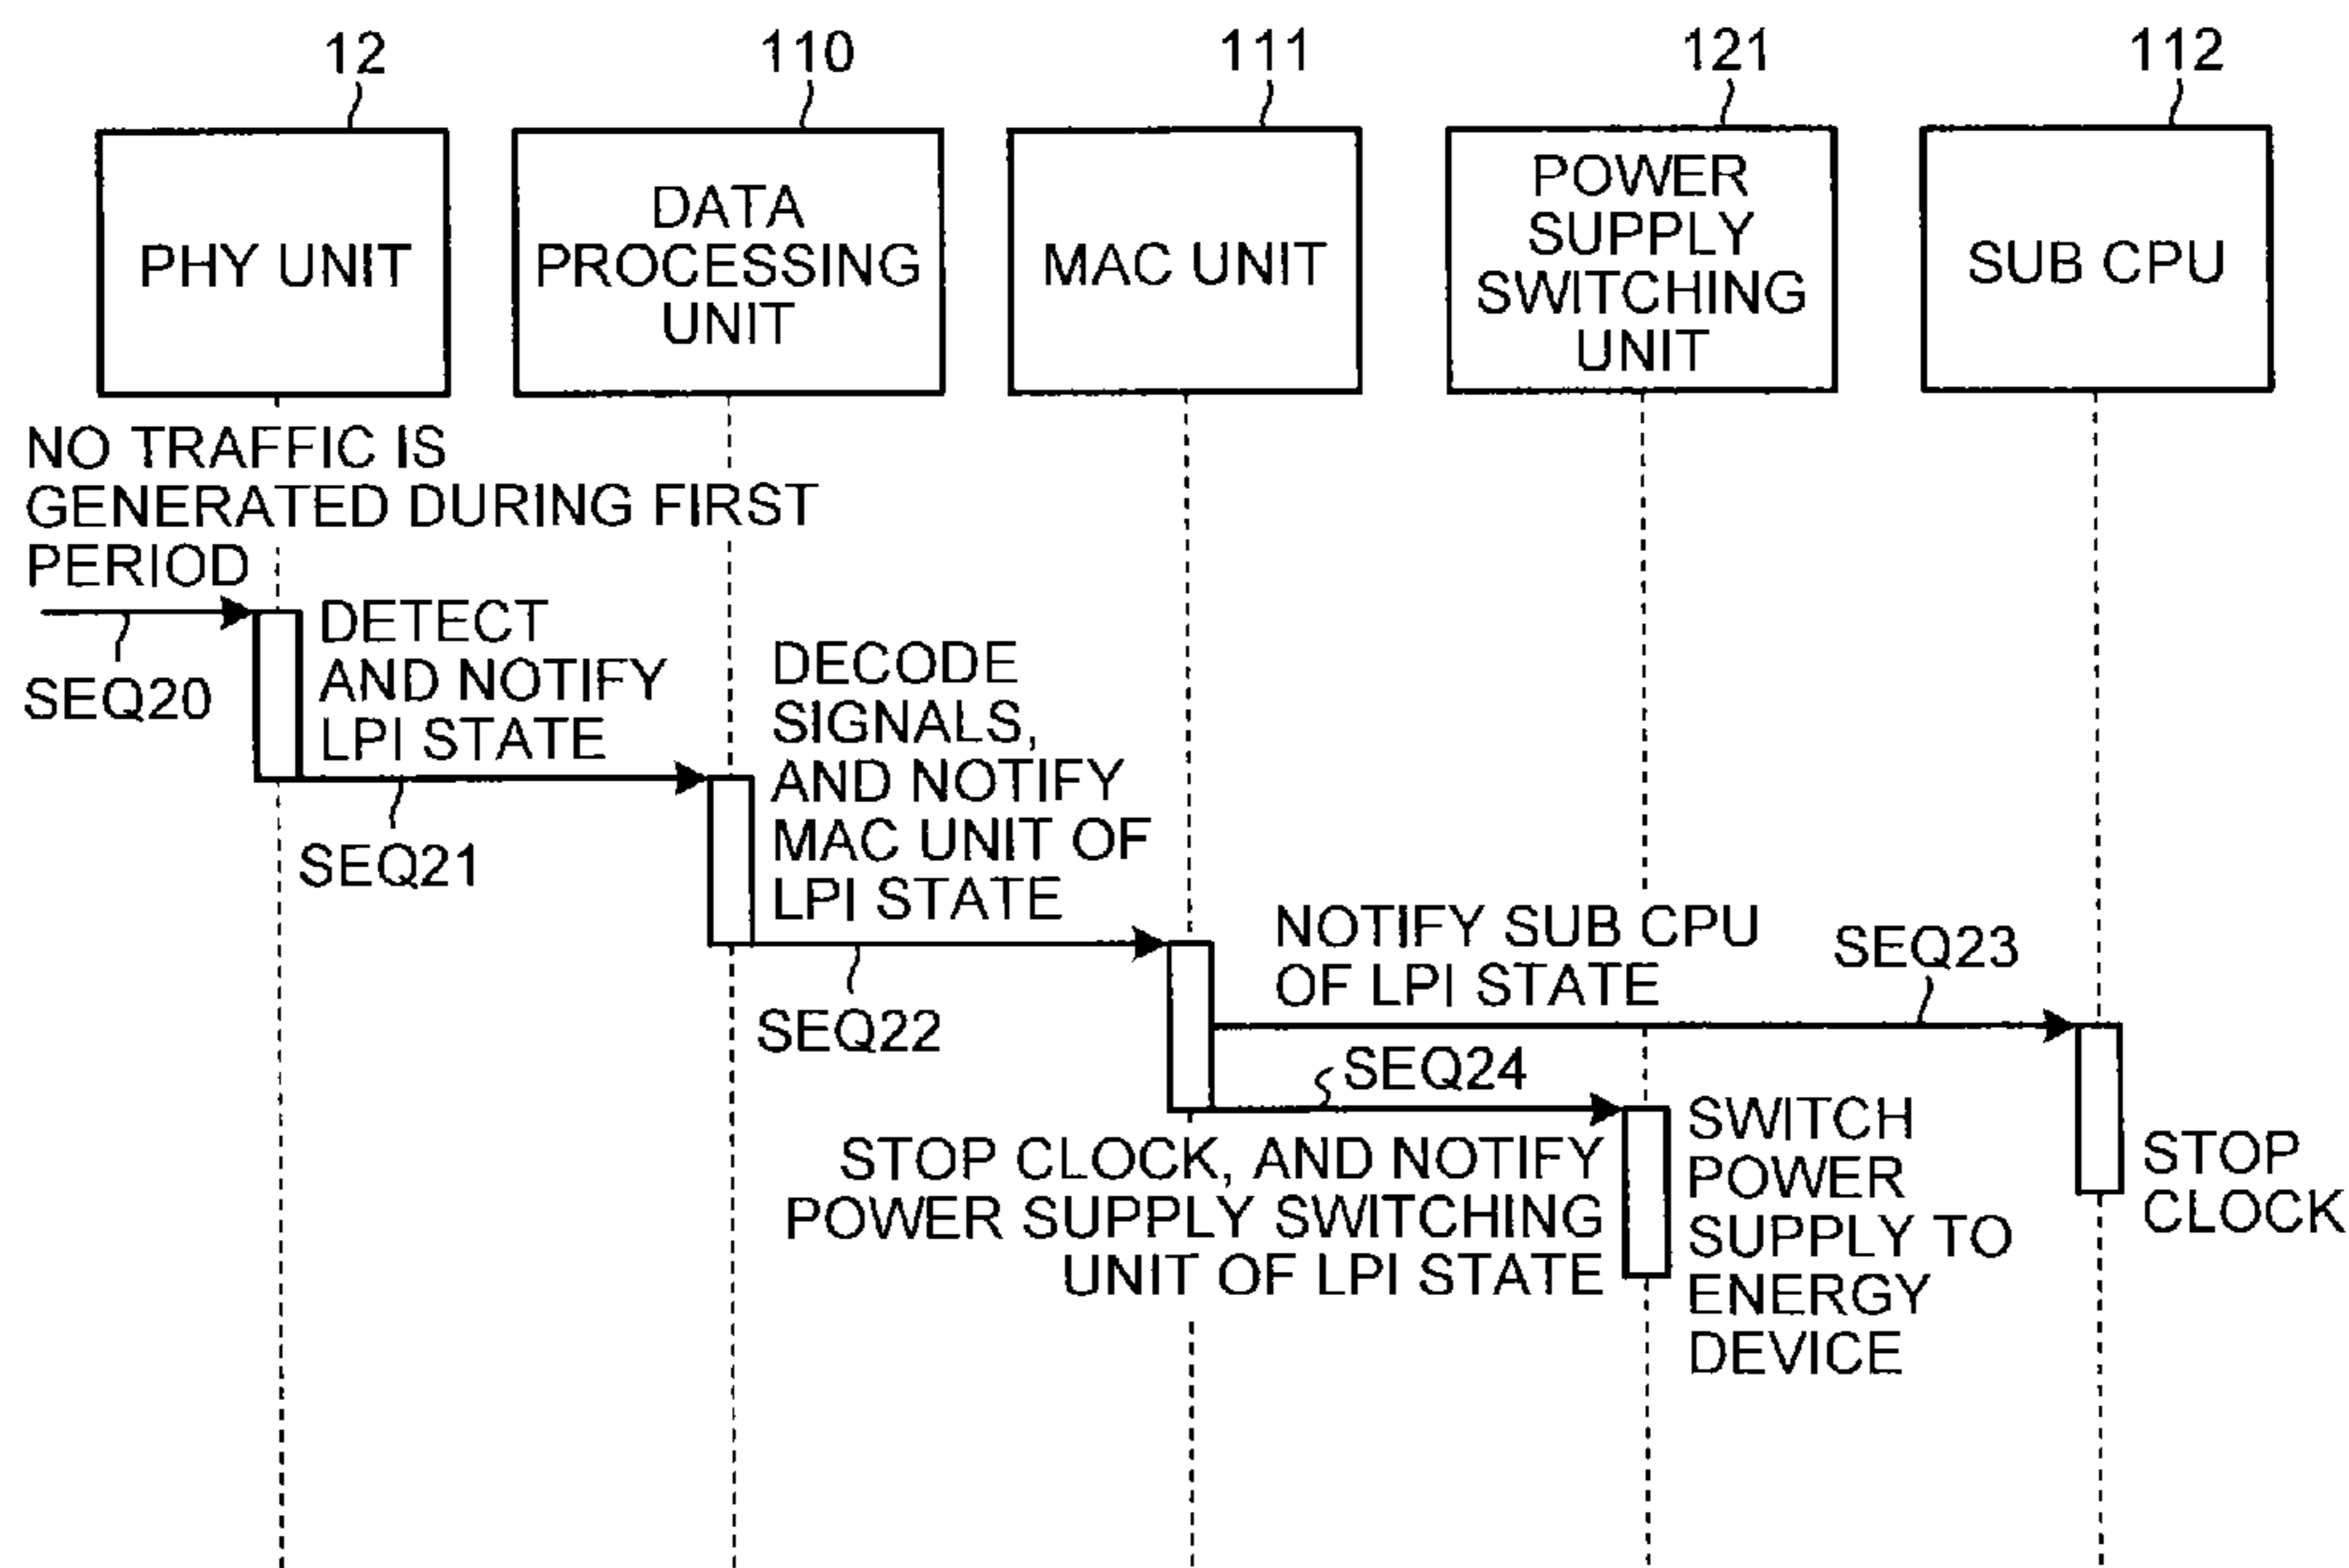 12
110
111
121
112
PHY UNIT
DATA
PROCESSING
UNIT
MAC UNIT
POWER
SUPPLY
SWITCHING
UNIT
SUB CPU
NO TRAFFIC IS
GENERATED DURING FIRST
PERIOD
SEQ20
DETECT
AND NOTIFY
LPI STATE
SEQ21
DECODE
SIGNALS,
AND NOTIFY
MAC UNIT OF
LPI STATE
SEQ22
NOTIFY SUB CPU
OF LPI STATE
SEQ23
SEQ24
STOP CLOCK, AND NOTIFY
POWER SUPPLY SWITCHING
UNIT OF LPI STATE
SWITCH
POWER
SUPPLY TO
ENERGY
DEVICE
STOP
CLOCK